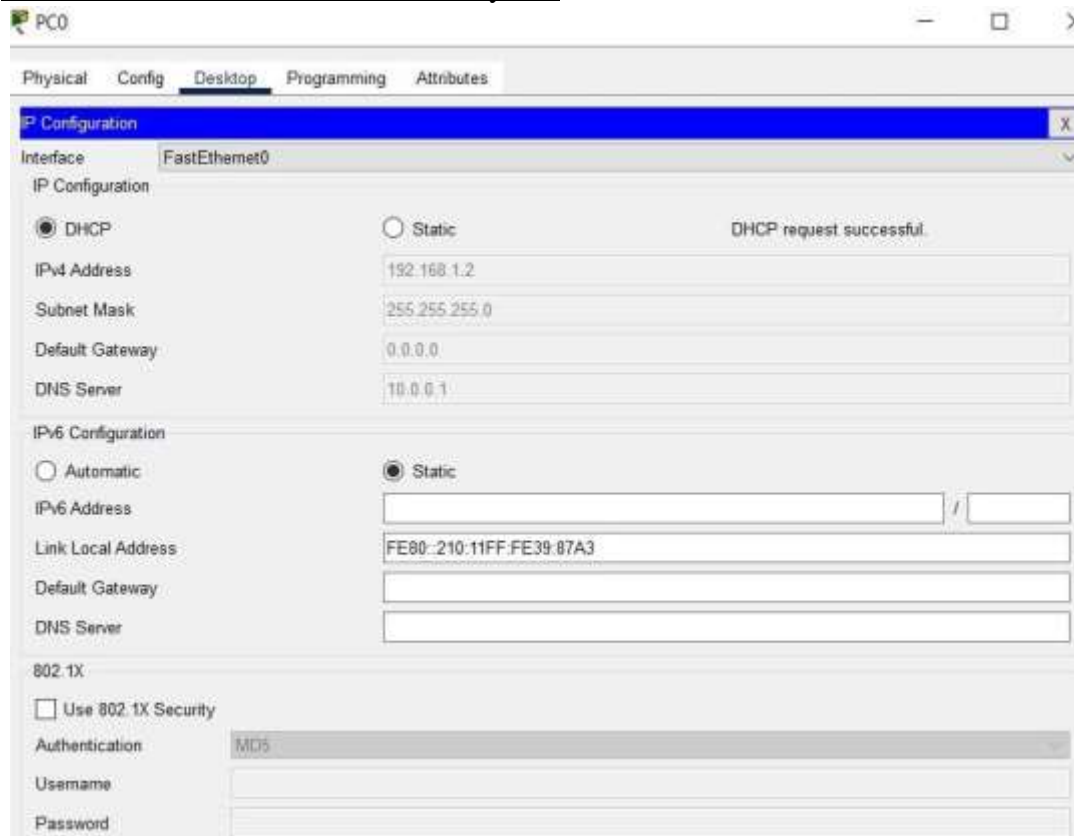 PC0
Physical Config Desktop Programming Attributes
IP Configuration X
Interface FastEthernet0
IP Configuration
DHCP Static DHCP request successful.
IPv4 Address 192.168.1.2
Subnet Mask 255.255.255.0
Default Gateway 0.0.0.0
DNS Server 10.0.0.1
IPv6 Configuration
Automatic Static
IPv6 Address /
Link Local Address FE80::210:11FF:FE39:87A3
Default Gateway
DNS Server
802.1X
Use 802.1X Security
Authentication MD5
Username
Password